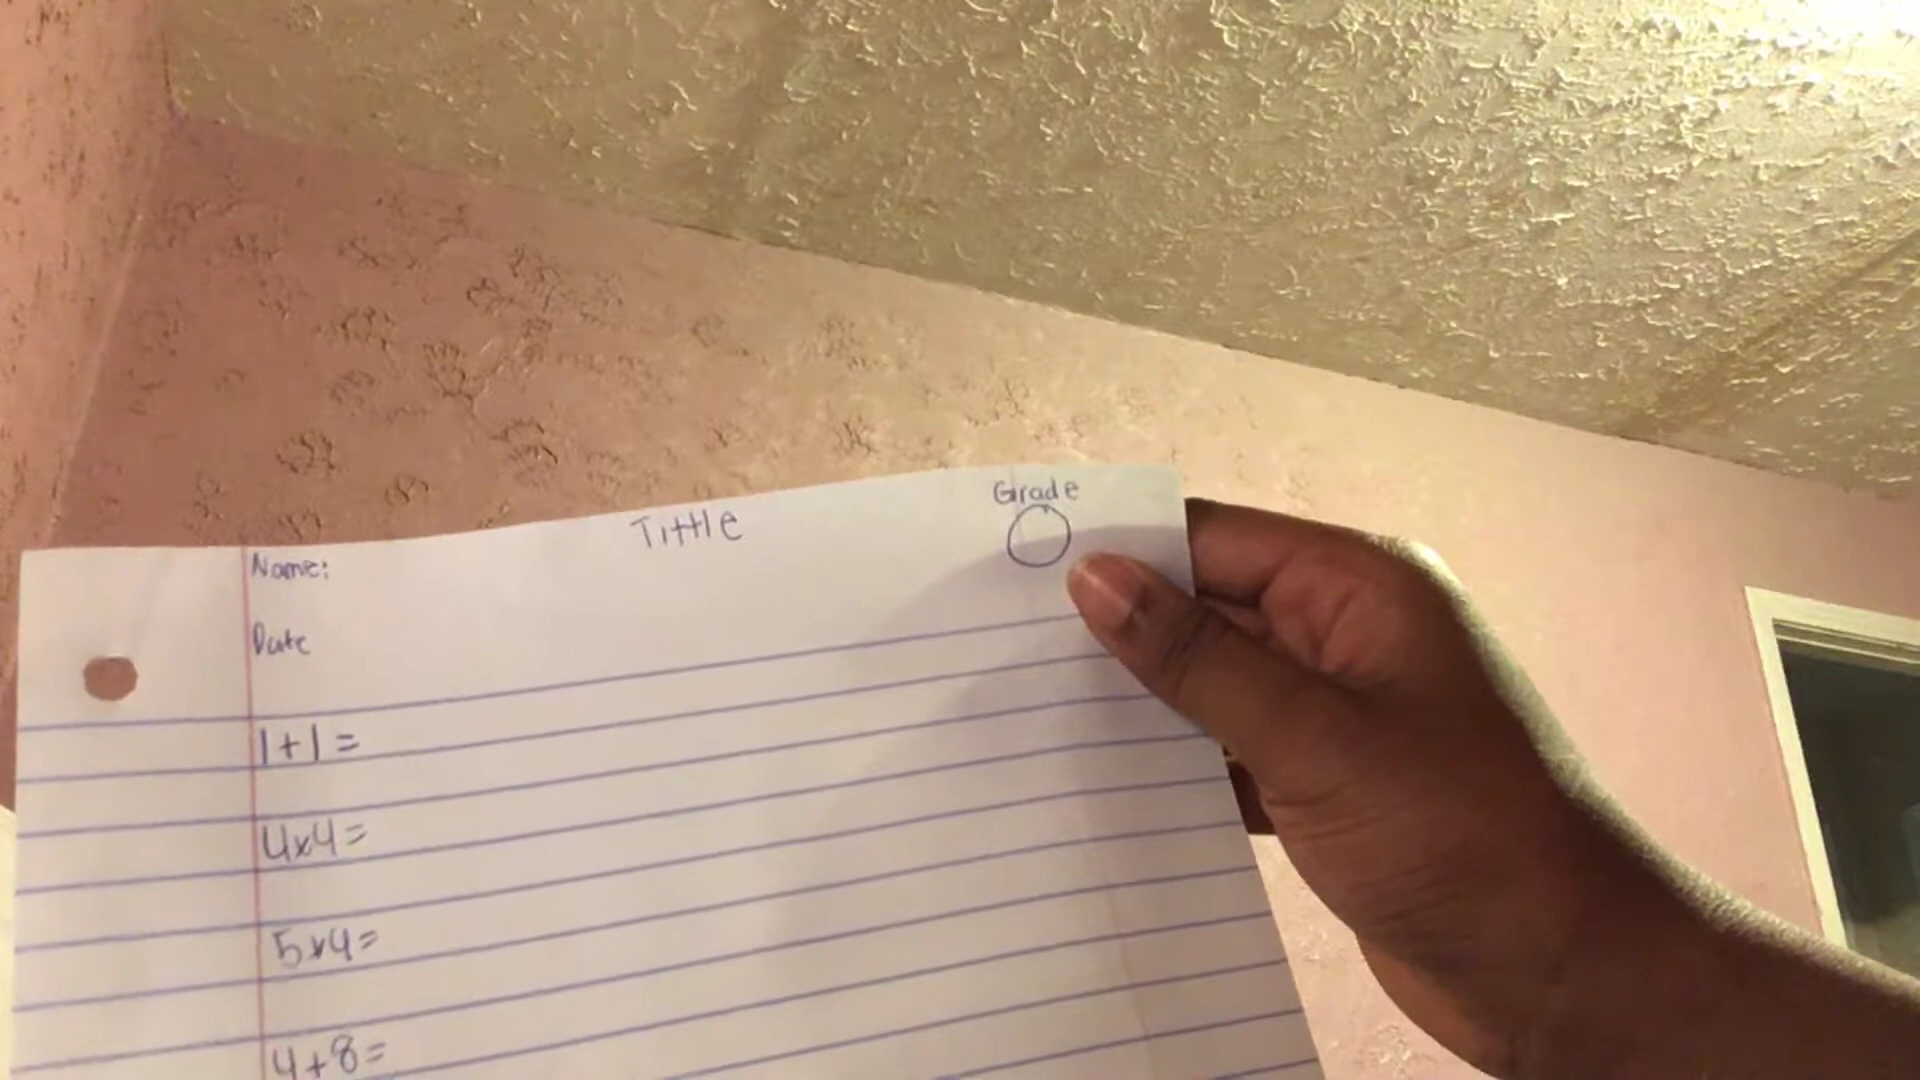 Grade
Tittle
Name:
Date
1+1=
4x4=
5x4=
4+8=